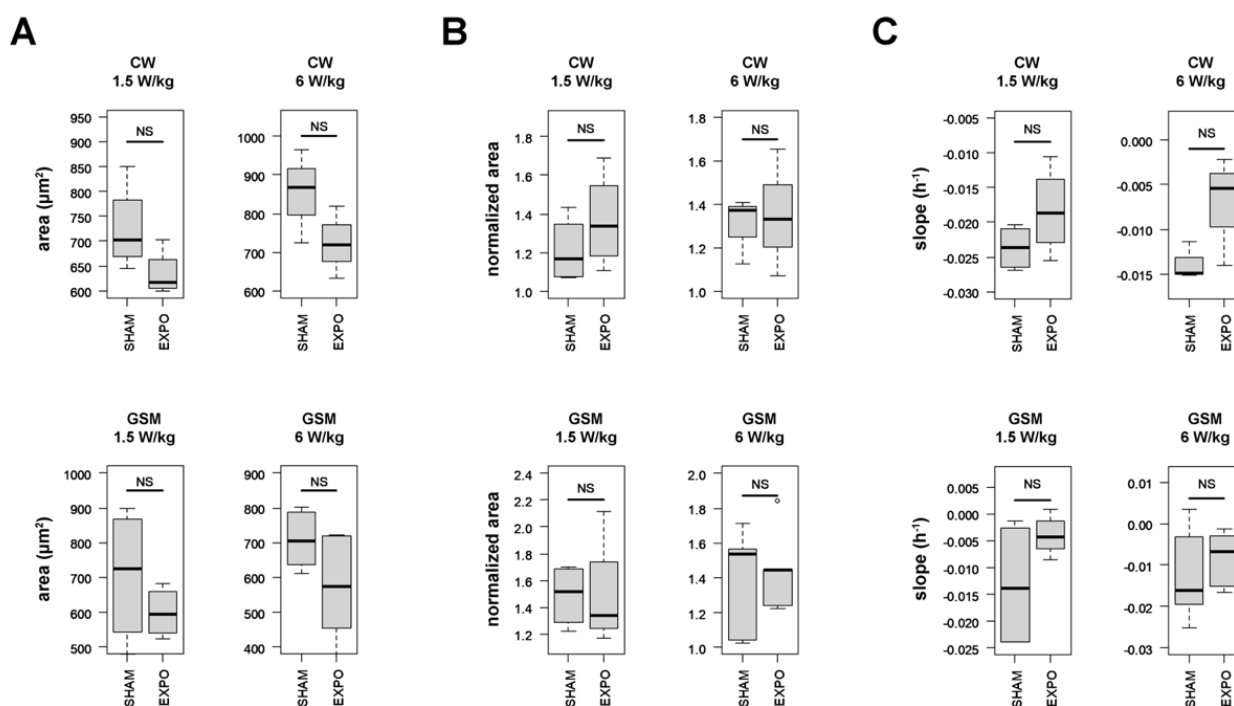 A
CW
1.5 W/kg
area (µm²)
950
900
850
800
750
700
650
600
NS
SHAM
EXPO
CW
6 W/kg
1000
900
800
700
600
NS
SHAM
EXPO
B
CW
1.5 W/kg
normalized area
1.8
1.6
1.4
1.2
1.0
NS
SHAM
EXPO
CW
6 W/kg
1.8
1.6
1.4
1.2
1.0
NS
SHAM
EXPO
C
CW
1.5 W/kg
slope (h⁻¹)
-0.005
-0.010
-0.015
-0.020
-0.025
-0.030
NS
SHAM
EXPO
CW
6 W/kg
0.000
-0.005
-0.010
-0.015
NS
SHAM
EXPO
GSM
1.5 W/kg
area (µm²)
1000
900
800
700
600
500
NS
SHAM
EXPO
GSM
6 W/kg
900
800
700
600
500
400
NS
SHAM
EXPO
GSM
1.5 W/kg
normalized area
2.4
2.2
2.0
1.8
1.6
1.4
1.2
NS
SHAM
EXPO
GSM
6 W/kg
2.0
1.8
1.6
1.4
1.2
1.0
NS
SHAM
EXPO
GSM
1.5 W/kg
slope (h⁻¹)
0.005
0.000
-0.005
-0.010
-0.015
-0.020
-0.025
NS
SHAM
EXPO
GSM
6 W/kg
0.01
0.00
-0.01
-0.02
-0.03
NS
SHAM
EXPO